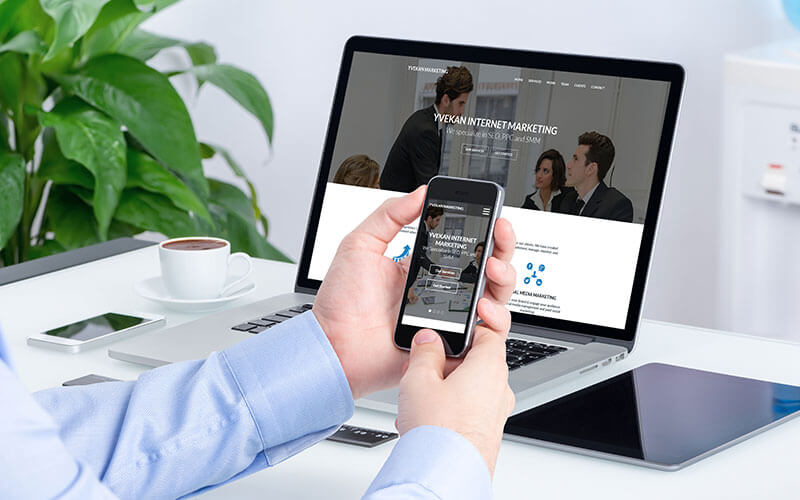 YVEKAN MARKETING
HOME SERVICES WORK TEAM CLIENTS CONTACT
YVEKAN INTERNET MARKETING
We specialize in SEO, PPC and SMM
OUR SERVICES GET STARTED
SOCIAL MEDIA MARKETING
YVEKAN MARKETING
YVEKAN INTERNET
MARKETING
We Specialize in SEO, PPC
and SMM
Our Services
Get Started